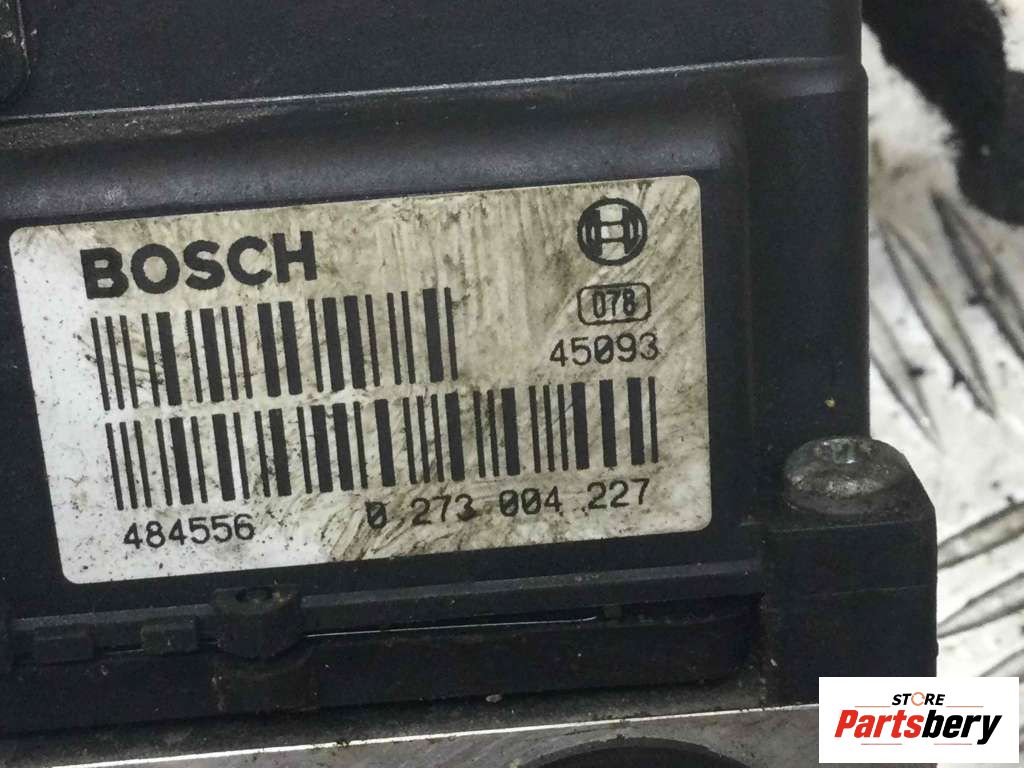 BOSCH
078
45093
484556 0 273 004 227
STORE
Partsbery